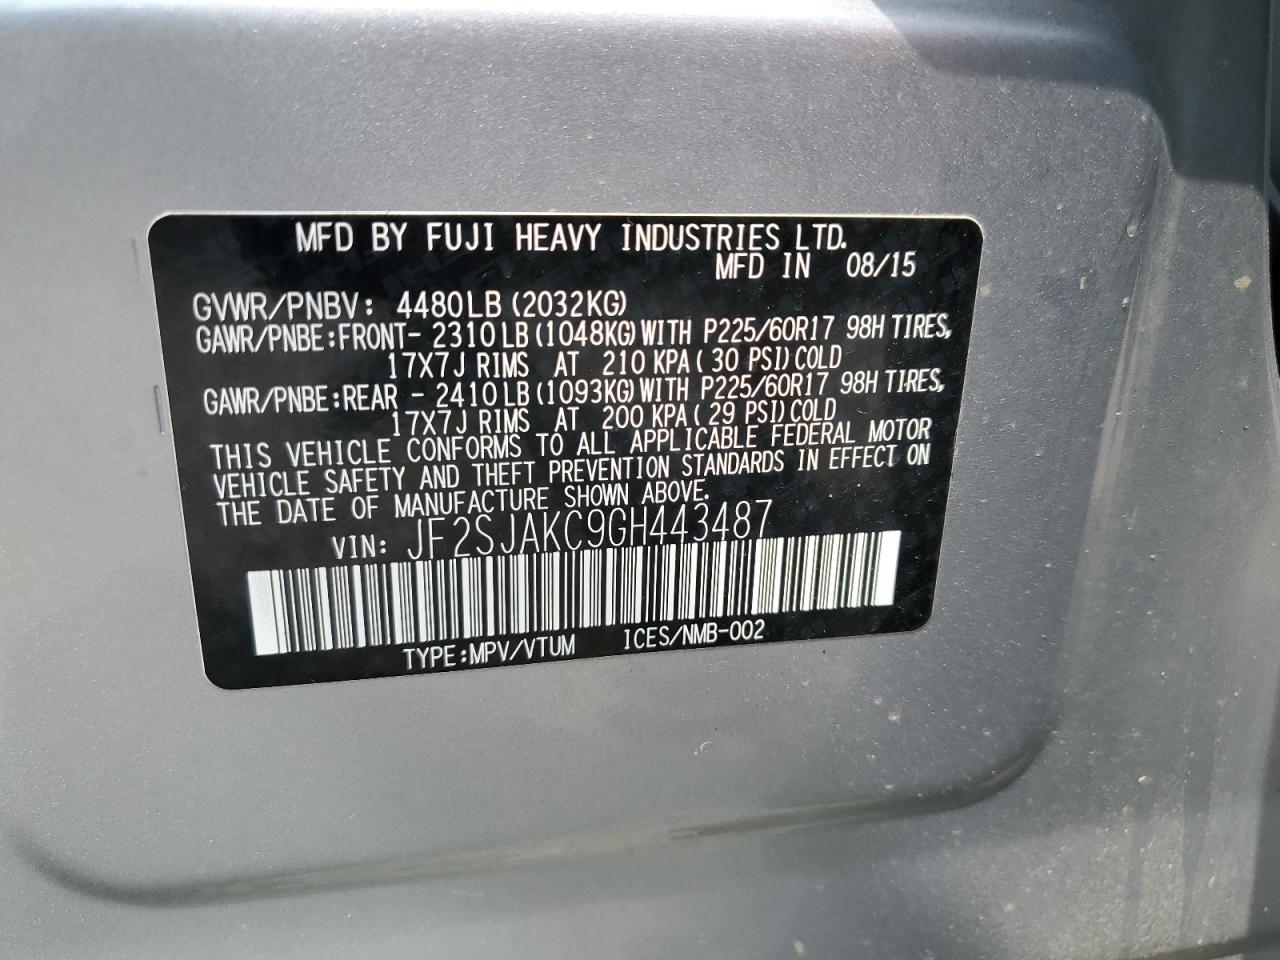 MFD BY FUJI HEAVY INDUSTRIES LTD.
MFD IN 08/15
GVWR/PNBV: 4480LB (2032KG)
GAWR/PNBE:FRONT- 2310LB (1048KG) WITH P225/60R17 98H TIRES,
17X7J RIMS AT 210 KPA (30 PSI) COLD
GAWR/PNBE:REAR - 2410LB (1093KG) WITH P225/60R17 98H TIRES,
17X7J RIMS AT 200 KPA (29 PSI) COLD
THIS VEHICLE CONFORMS TO ALL APPLICABLE FEDERAL MOTOR
VEHICLE SAFETY AND THEFT PREVENTION STANDARDS IN EFFECT ON
THE DATE OF MANUFACTURE SHOWN ABOVE.
VIN: JF2SJAKC9GH443487
TYPE:MPV/VTUM ICES/NMB-002